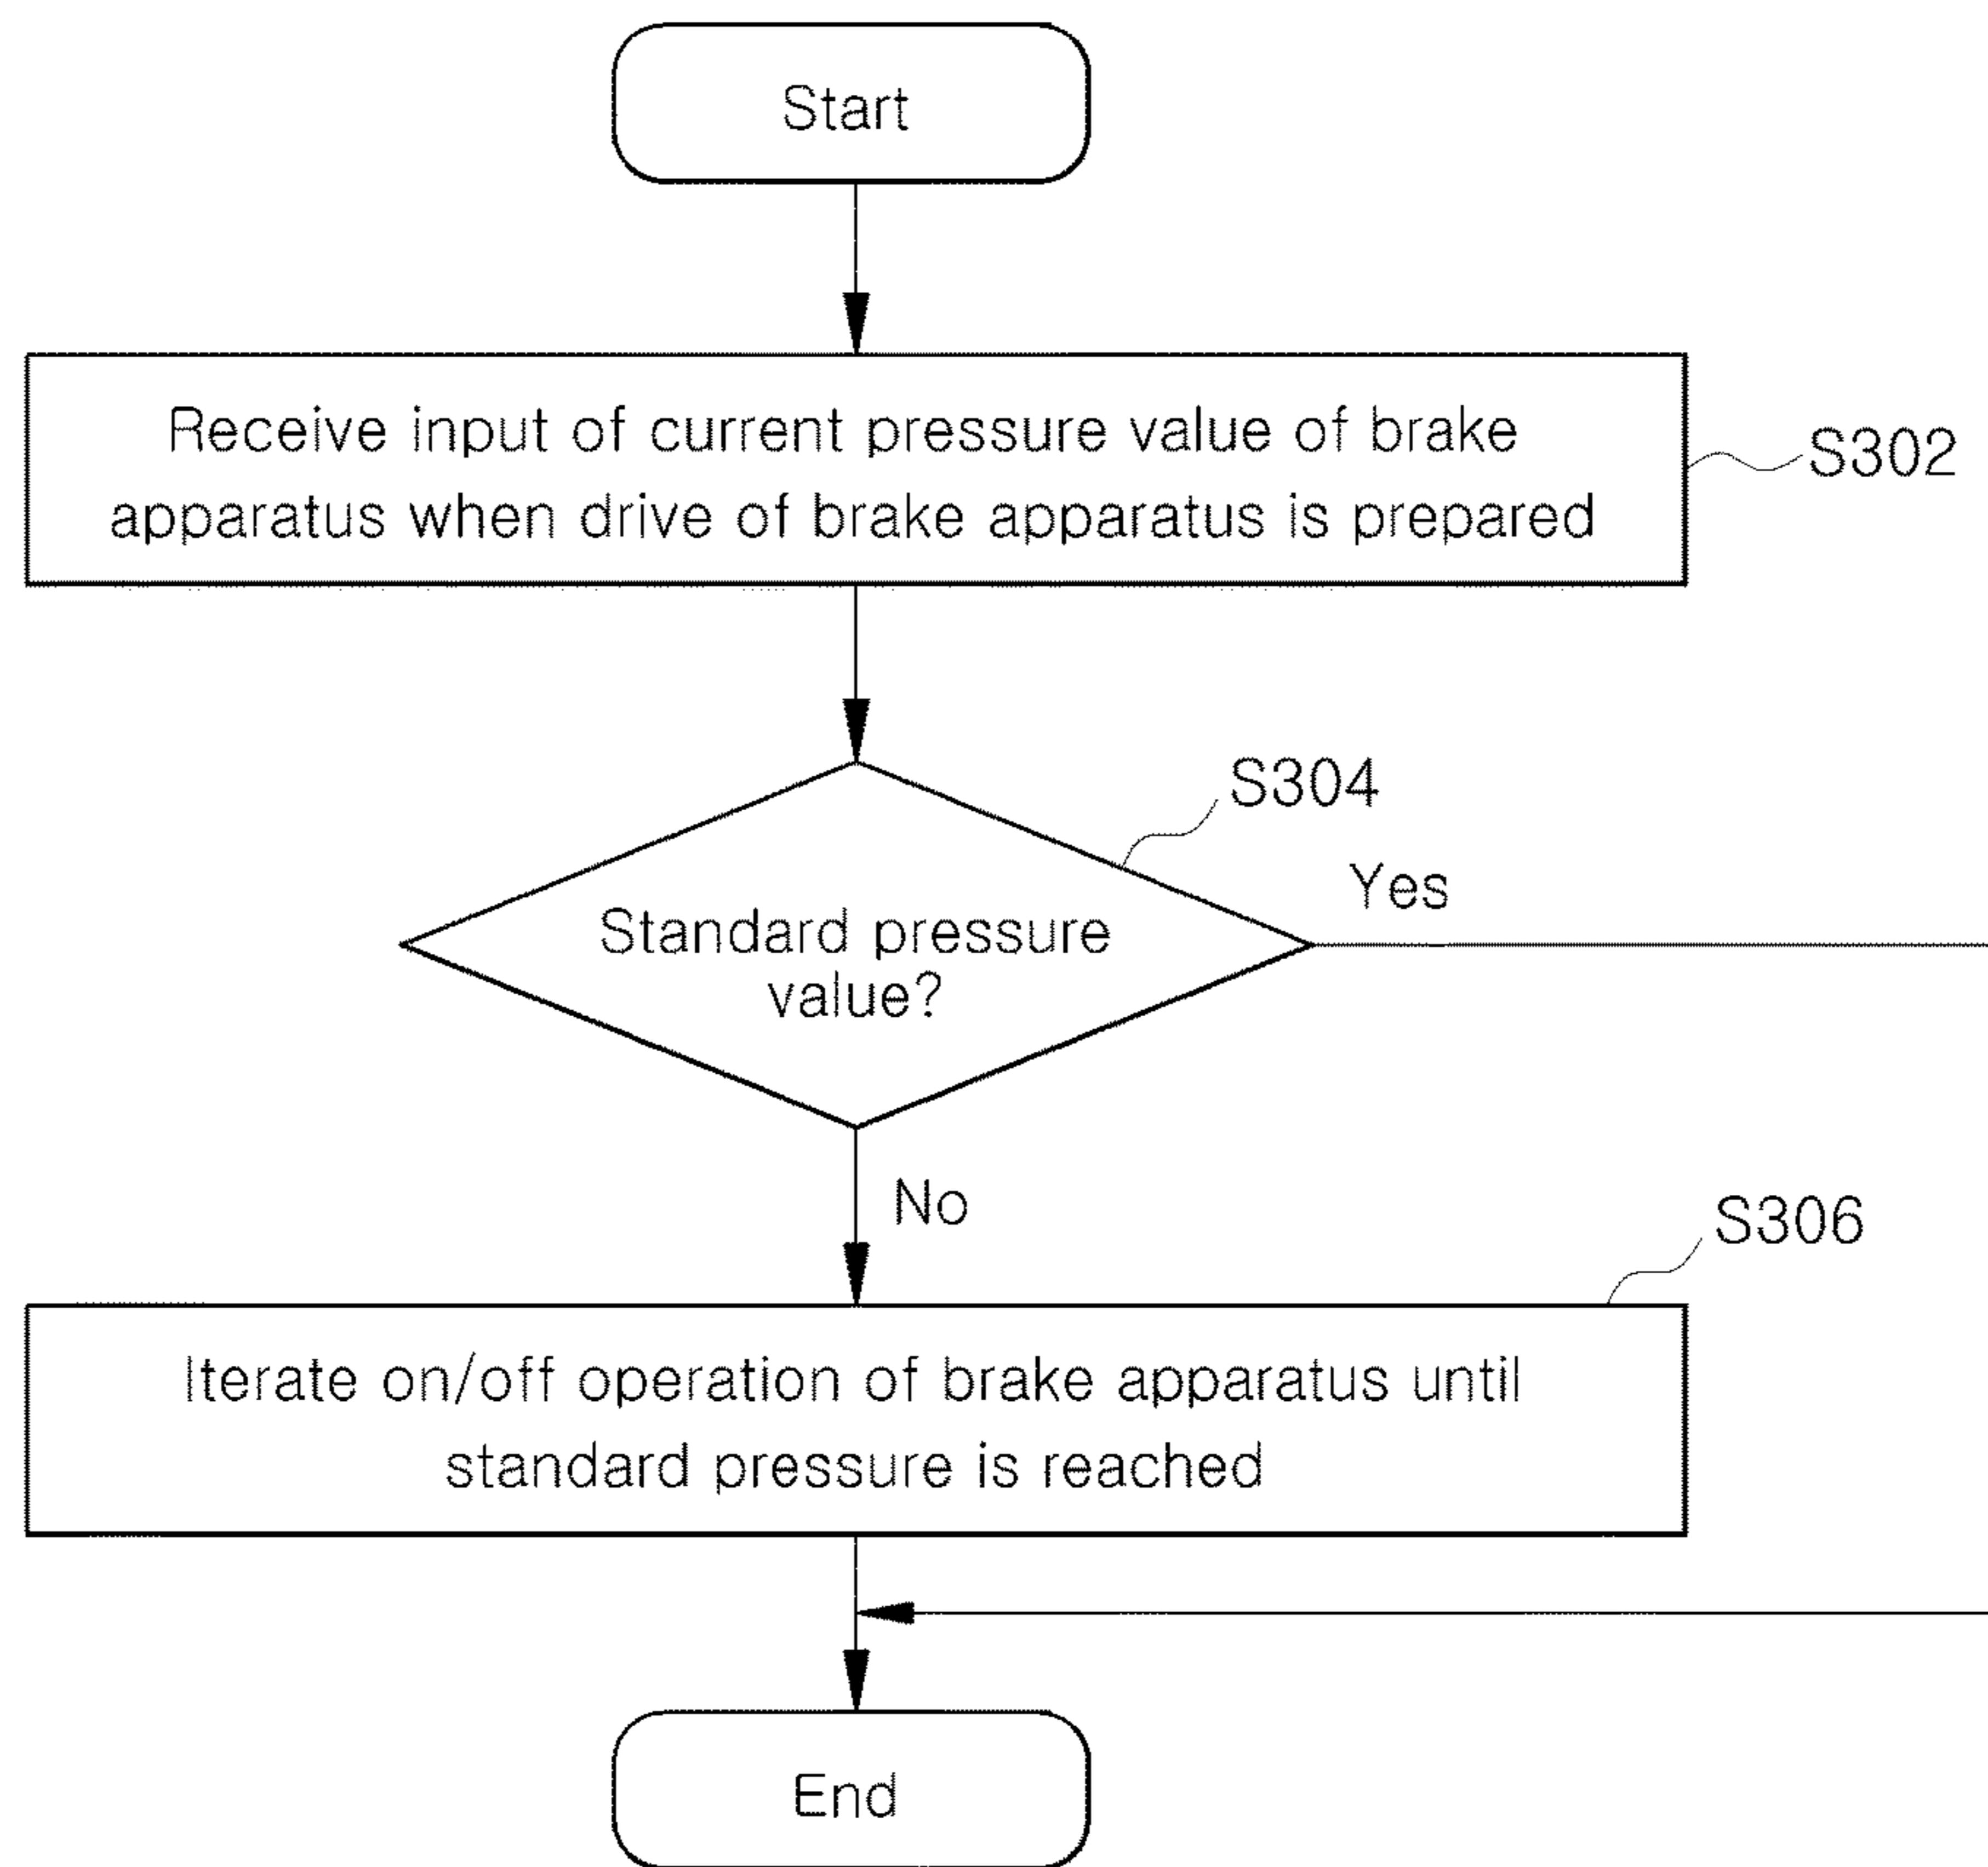 Start
Receive input of current pressure value of brake
apparatus when drive of brake apparatus is prepared
S302
S304
Yes
Standard pressure
value?
No
S306
Iterate on/off operation of brake apparatus until
standard pressure is reached
End